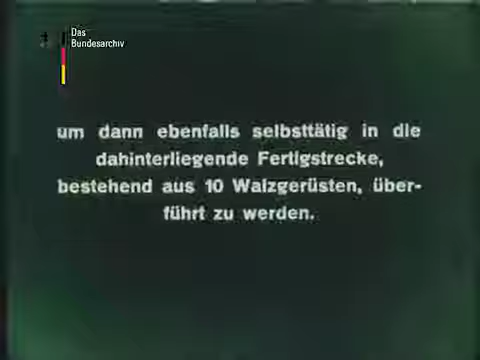 Das
Bundesarchiv
um dann ebenfalls selbsttätig in die
dahinterliegende Fertigstrecke,
bestehend aus 10 Walzgerüsten, über-
führt zu werden.